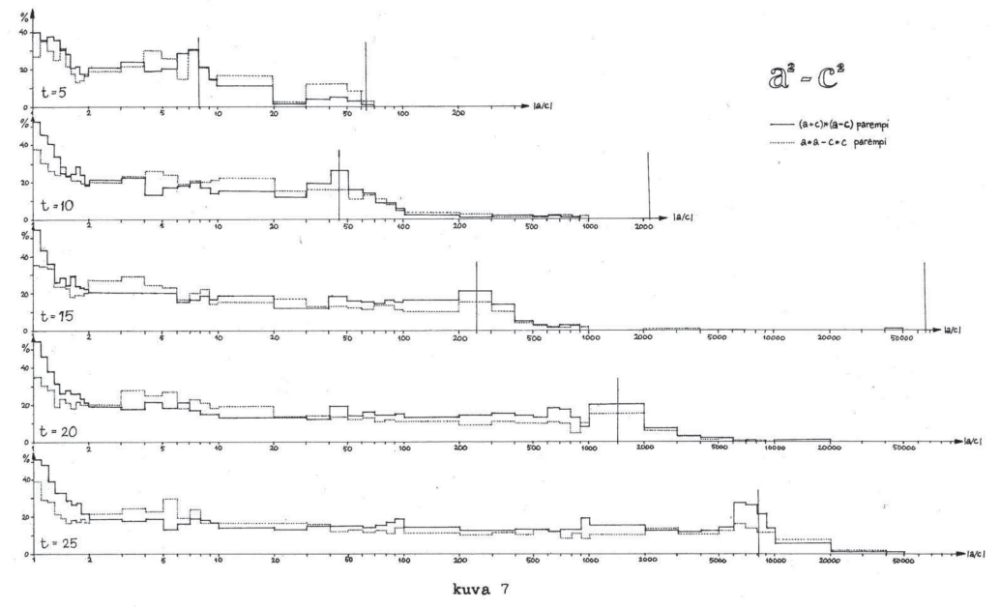 %
40
20
0
t=5
2 5 10 20 50 100 200 |a/c|
a² - c²
(a+c)*(a-c) parempi
a*a-c*c parempi
%
40
20
0
t=10
2 5 10 20 50 100 200 500 1000 2000 |a/c|
%
40
20
0
t=15
2 5 10 20 50 100 200 500 1000 2000 5000 10000 20000 50000 |a/c|
%
40
20
0
t=20
1 2 5 10 20 50 100 200 500 1000 2000 5000 10000 20000 50000 |a/c|
%
40
20
0
t=25
1 2 5 10 20 50 100 200 500 1000 2000 5000 10000 20000 50000 |a/c|
kuva 7